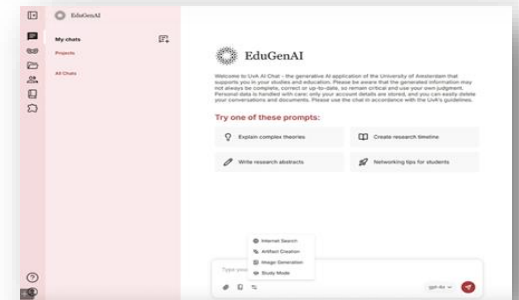 EduGenAI
My chats
Projects
All Chats
EduGenAI
Welcome to UvA AI Chat - the generative AI application of the University of Amsterdam that
supports you in your studies and education. Please be aware that the generated information may
not always be complete, correct or up-to-date, so remain critical and use your own judgment.
Personal data is handled with care: only your account details are stored, and you can easily delete
your conversations and documents. Please use the chat in accordance with the UvA's guidelines.
Try one of these prompts:
Explain complex theories
Create research timeline
Write research abstracts
Networking tips for students
Internet Search
Artifact Creation
Image Generation
Study Mode
Type